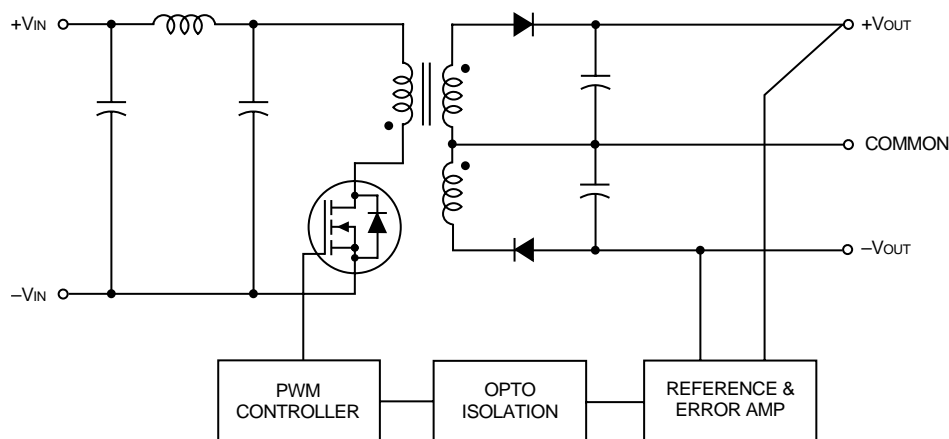 +VIN
+VOUT
COMMON
–VOUT
–VIN
PWM
CONTROLLER
OPTO
ISOLATION
REFERENCE &
ERROR AMP